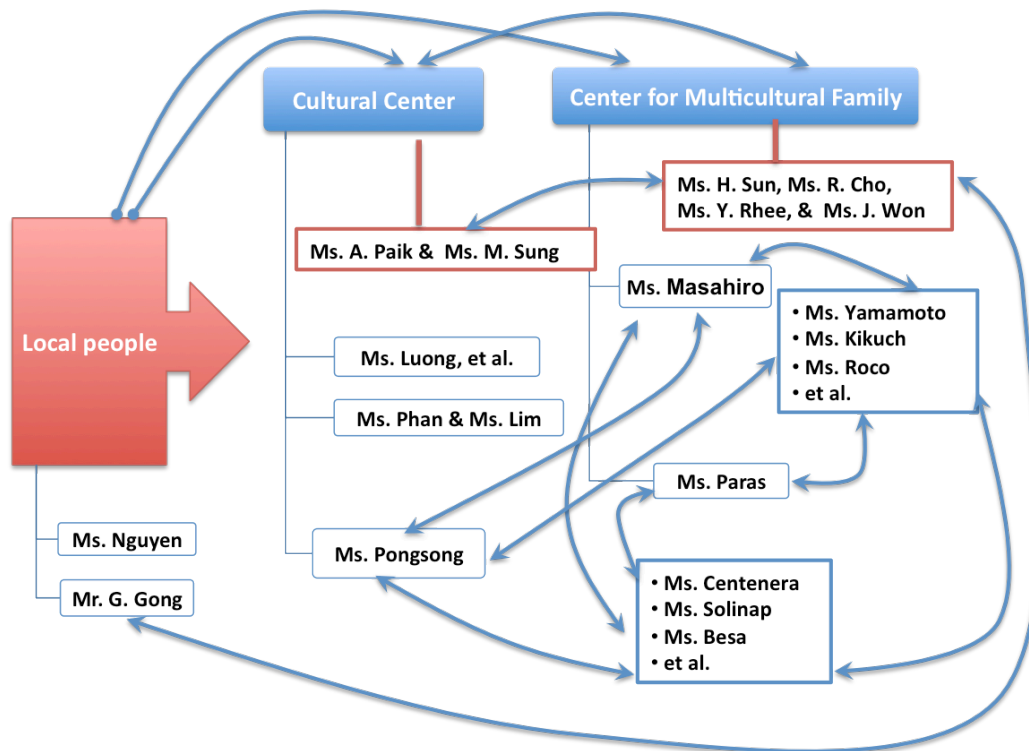 Cultural Center
Center for Multicultural Family
Ms. H. Sun, Ms. R. Cho,
Ms. Y. Rhee, & Ms. J. Won
Ms. A. Paik & Ms. M. Sung
Ms. Masahiro
• Ms. Yamamoto
• Ms. Kikuch
• Ms. Roco
• et al.
Local people
Ms. Luong, et al.
Ms. Phan & Ms. Lim
Ms. Paras
Ms. Nguyen
Ms. Pongsong
Mr. G. Gong
• Ms. Centenera
• Ms. Solinap
• Ms. Besa
• et al.